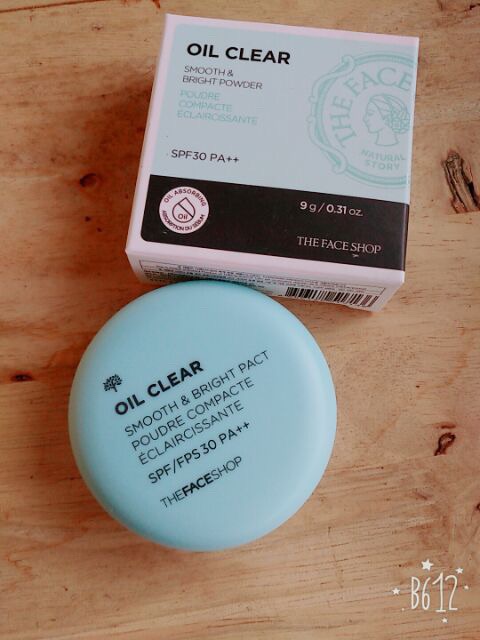 OIL CLEAR
SMOOTH &
BRIGHT POWDER
POUDRE
COMPACTE
ÉCLAIRCISSANTE
SPF30 PA++
THE FACE
NATURAL
STORY
OIL ABSORBING
OIL
ABSORPTION DU SÉBUM
9 g / 0.31 oz.
THE FACE SHOP
OIL CLEAR
SMOOTH & BRIGHT PACT
POUDRE COMPACTE
ÉCLAIRCISSANTE
SPF/FPS 30 PA++
THEFACESHOP
B612